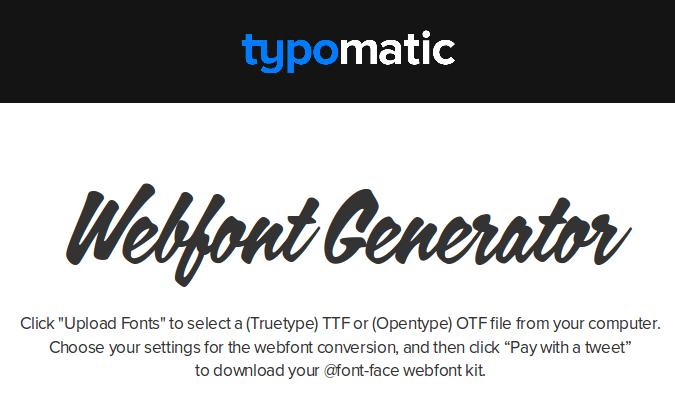 typomatic
Webfont Generator
Click "Upload Fonts" to select a (Truetype) TTF or (Opentype) OTF file from your computer.
Choose your settings for the webfont conversion, and then click “Pay with a tweet”
to download your @font-face webfont kit.